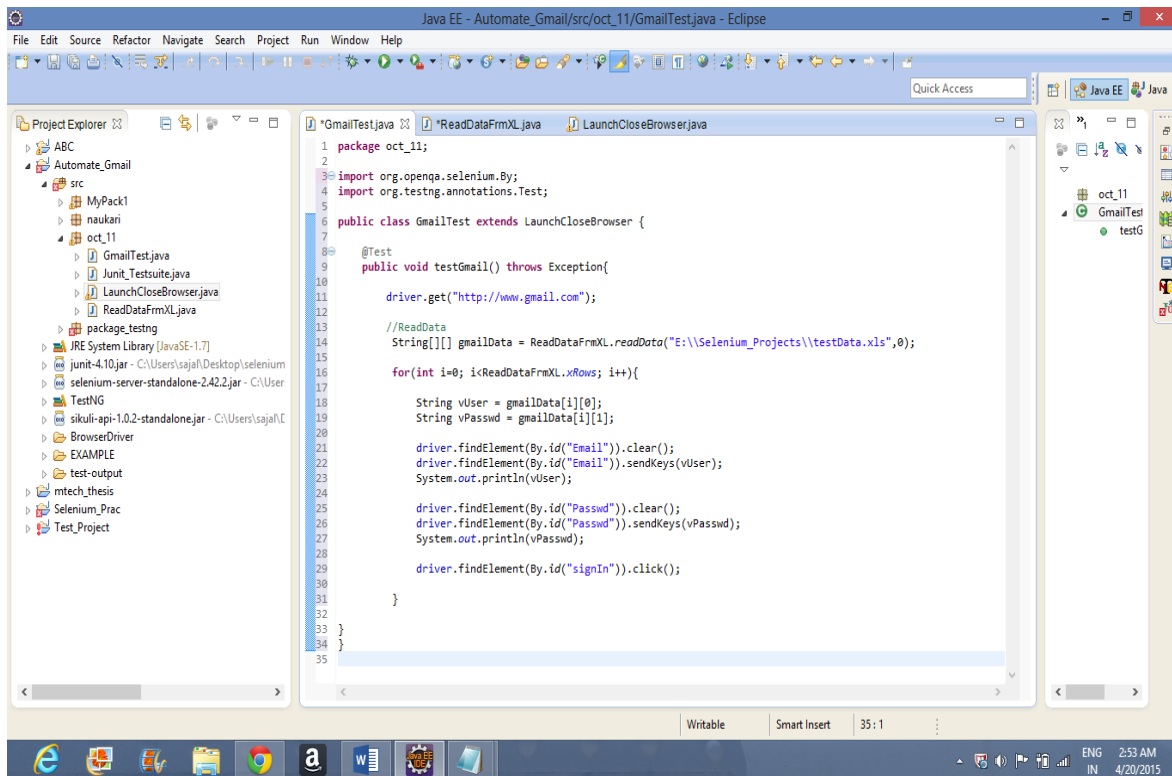 Java EE - Automate_Gmail/src/oct_11/GmailTest.java - Eclipse
File Edit Source Refactor Navigate Search Project Run Window Help
Quick Access
Java EE
Java
Project Explorer
*GmailTest.java
*ReadDataFrmXL.java
LaunchCloseBrowser.java
ABC
Automate_Gmail
src
MyPack1
naukari
oct_11
GmailTest.java
Junit_Testsuite.java
LaunchCloseBrowser.java
ReadDataFrmXL.java
package_testng
JRE System Library [JavaSE-1.7]
junit-4.10.jar - C:\Users\sajal\Desktop\selenium
selenium-server-standalone-2.42.2.jar - C:\User
TestNG
sikuli-api-1.0.2-standalone.jar - C:\Users\sajal\D
BrowserDriver
EXAMPLE
test-output
mtech_thesis
Selenium_Prac
Test_Project
1 package oct_11;
2
3 import org.openqa.selenium.By;
4 import org.testng.annotations.Test;
5
6 public class GmailTest extends LaunchCloseBrowser {
7
8 @Test
9 public void testGmail() throws Exception{
10
11 driver.get("http://www.gmail.com");
12
13 //ReadData
14 String[][] gmailData = ReadDataFrmXL.readData("E:\\Selenium_Projects\\testData.xls",0);
15
16 for(int i=0; i<ReadDataFrmXL.xRows; i++){
17
18 String vUser = gmailData[i][0];
19 String vPasswd = gmailData[i][1];
20
21 driver.findElement(By.id("Email")).clear();
22 driver.findElement(By.id("Email")).sendKeys(vUser);
23 System.out.println(vUser);
24
25 driver.findElement(By.id("Passwd")).clear();
26 driver.findElement(By.id("Passwd")).sendKeys(vPasswd);
27 System.out.println(vPasswd);
28
29 driver.findElement(By.id("signIn")).click();
30
31 }
32
33 }
34 }
35
oct_11
GmailTest
testG
Writable
Smart Insert
35 : 1
ENG
IN
2:53 AM
4/20/2015